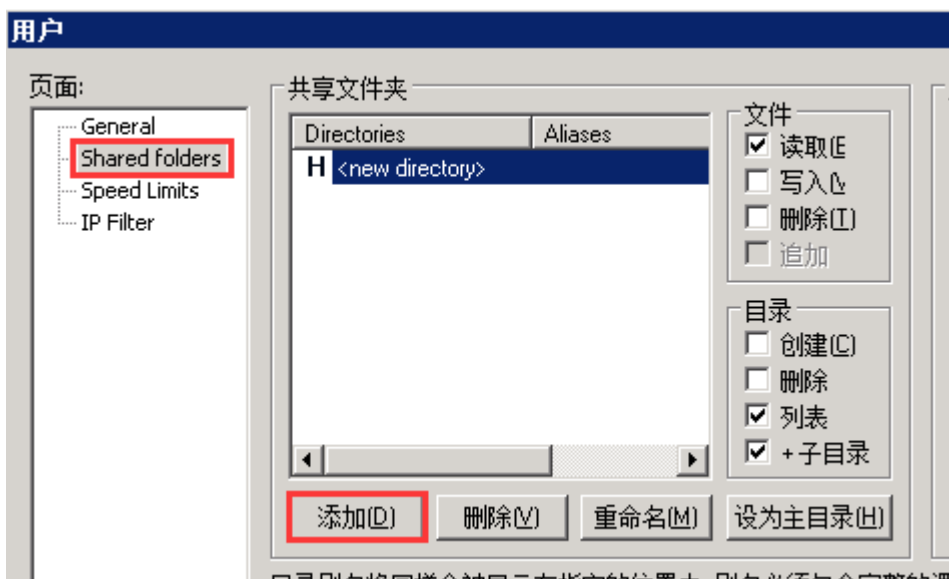 用户
页面:
General
Shared folders
Speed Limits
IP Filter
共享文件夹
Directories Aliases
H <new directory>
文件
读取(E
写入(
删除(T)
追加
目录
创建(C)
删除
列表
+子目录
添加(D) 删除(V) 重命名(M) 设为主目录(H)